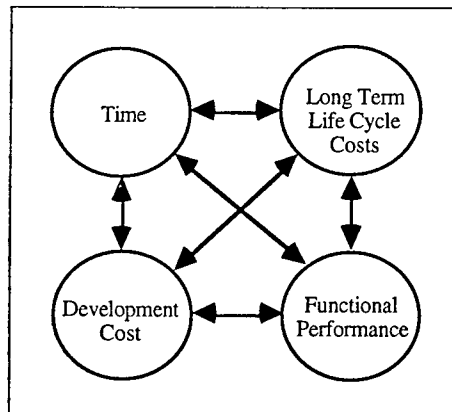 Time
Long Term
Life Cycle
Costs
Development
Cost
Functional
Performance